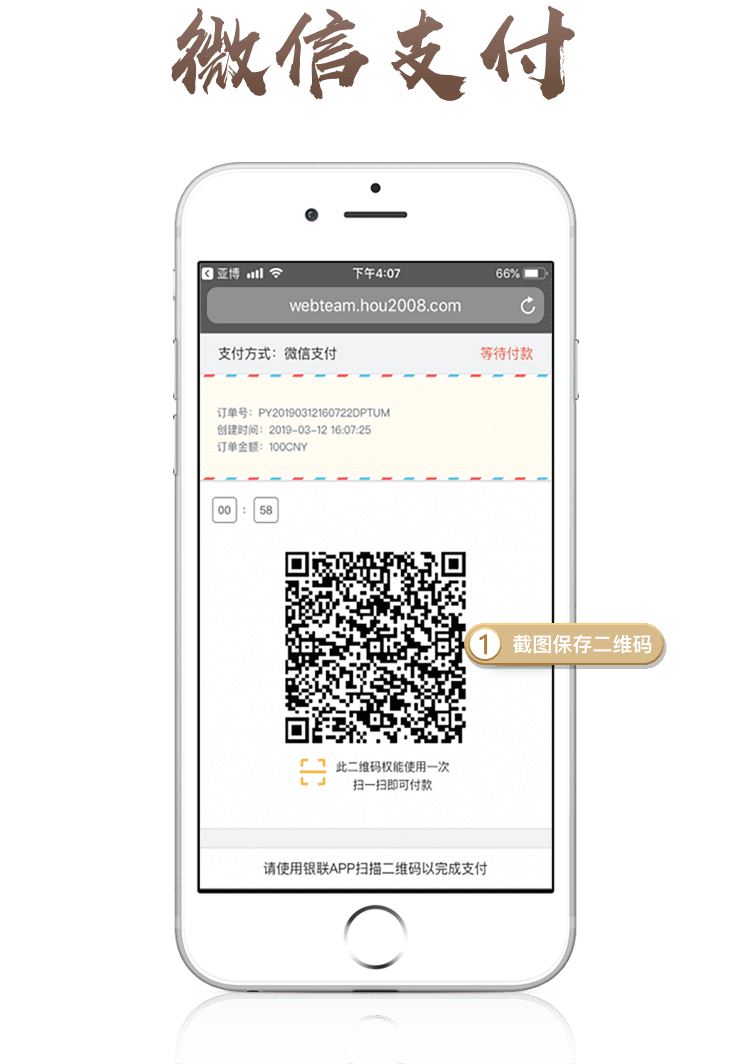 微信支付
亚博 下午4:07 66%
webteam.hou2008.com
支付方式：微信支付 等待付款
订单号：PY20190312160722DPTUM
创建时间：2019-03-12 16:07:25
订单金额：100CNY
00 : 58
1 截图保存二维码
此二维码权能使用一次
扫一扫即可付款
请使用银联APP扫描二维码以完成支付